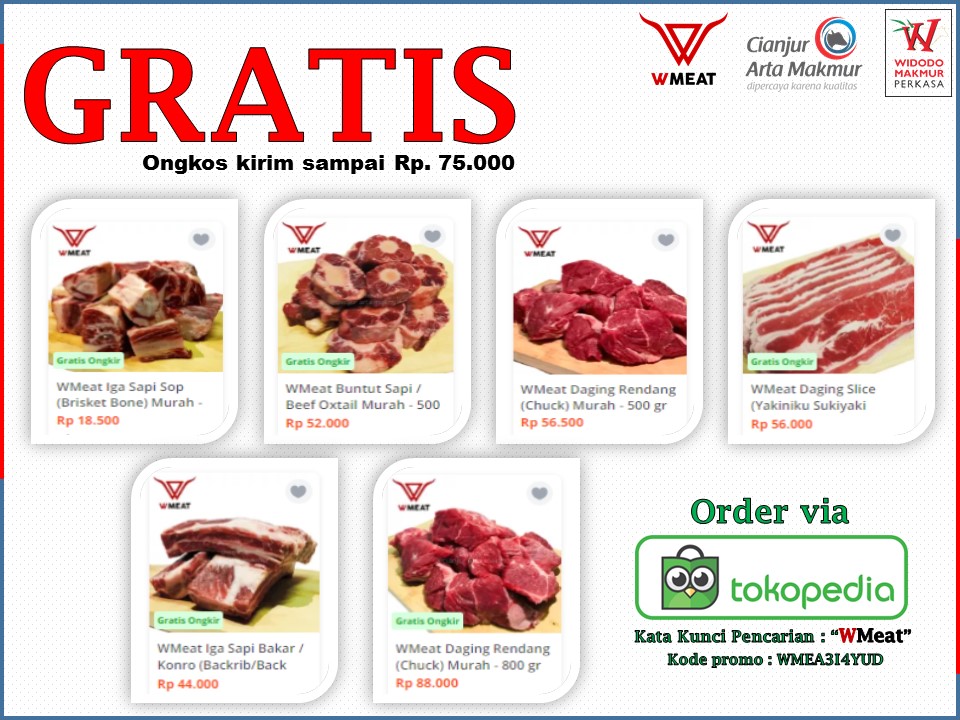 GRATIS
Ongkos kirim sampai Rp. 75.000
WMEAT
Cianjur
Arta Makmur
dipercaya karena kualitas
WIDODO
MAKMUR
PERKASA
WMEAT
Gratis Ongkir
WMeat Iga Sapi Sop
(Brisket Bone) Murah -
Rp 18.500
WMEAT
Gratis Ongkir
WMeat Buntut Sapi /
Beef Oxtail Murah - 500
Rp 52.000
WMEAT
WMeat Daging Rendang
(Chuck) Murah - 500 gr
Rp 56.500
WMEAT
Gratis Ongkir
WMeat Daging Slice
(Yakiniku Sukiyaki
Rp 56.000
WMEAT
Gratis Ongkir
WMeat Iga Sapi Bakar /
Konro (Backrib/Back
Rp 44.000
WMEAT
Gratis Ongkir
WMeat Daging Rendang
(Chuck) Murah - 800 gr
Rp 88.000
Order via
tokopedia
Kata Kunci Pencarian : “WMeat”
Kode promo : WMEA3I4YUD